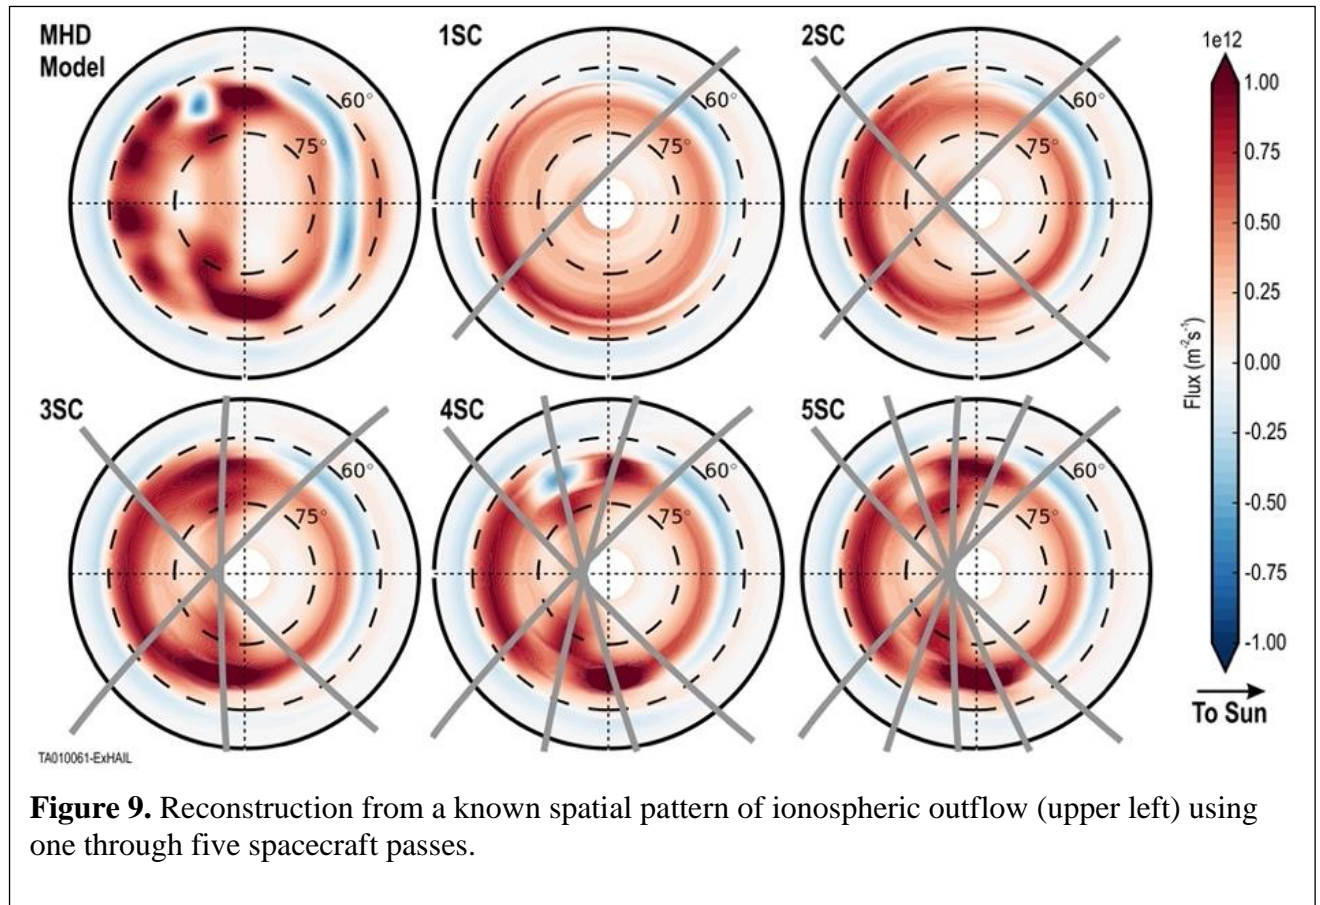 MHD
Model
60°
75°
1SC
60°
75°
2SC
60°
75°
1e12
1.00
0.75
0.50
0.25
0.00
-0.25
-0.50
-0.75
-1.00
Flux (m⁻²s⁻¹)
To Sun
3SC
60°
75°
4SC
60°
75°
5SC
60°
75°
TA010061-ExHAIL
Figure 9. Reconstruction from a known spatial pattern of ionospheric outflow (upper left) using
one through five spacecraft passes.